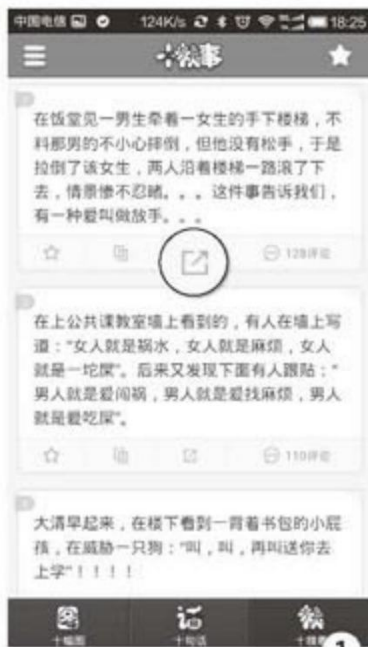 中国电信 124K/s 18:25
十糗事
在饭堂见一男生牵着一女生的手下楼梯，不
料那男的不小心摔倒，但他没有松手，于是
拉倒了该女生，两人沿着楼梯一路滚了下
去，情景惨不忍睹。。。这件事告诉我们，
有一种爱叫做放手。。。
128评论
在上公共课教室墙上看到的，有人在墙上写
道："女人就是祸水，女人就是麻烦，女人
就是一坨屎"。后来又发现下面有人跟贴："
男人就是爱闯祸，男人就是爱找麻烦，男人
就是爱吃屎"。
110评论
大清早起来，在楼下看到一背着书包的小屁
孩，在威胁一只狗："叫，叫，再叫送你去
上学"！！！！
十幅图 十句话
1